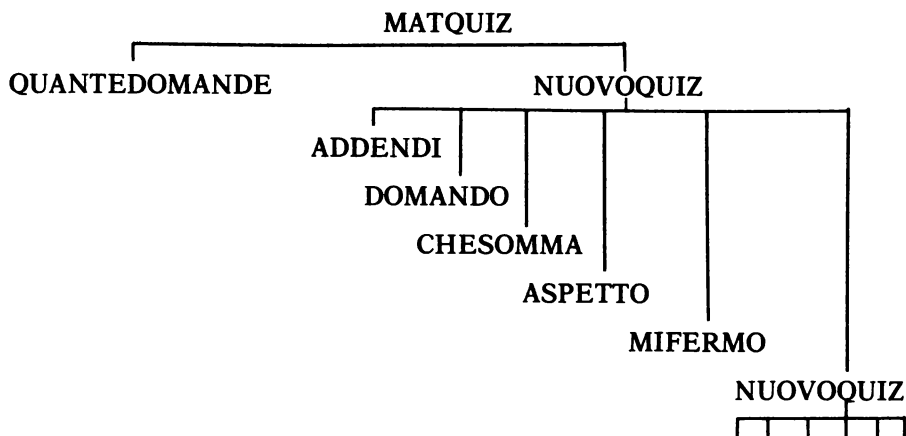 MATQUIZ
QUANTEDOMANDE NUOVOQUIZ
ADDENDI
DOMANDO
CHESOMMA
ASPETTO
MIFERMO
NUOVOQUIZ